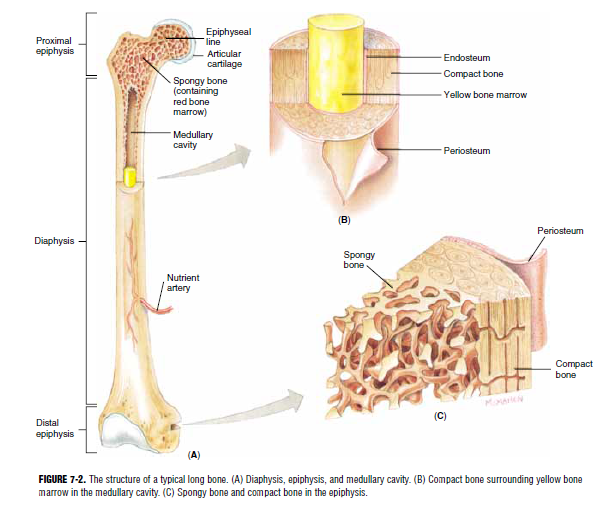 Proximal
epiphysis
Epiphyseal
line
Articular
cartilage
Spongy bone
(containing
red bone
marrow)
Medullary
cavity
Diaphysis
Nutrient
artery
Distal
epiphysis
(A)
Endosteum
Compact bone
Yellow bone marrow
Periosteum
(B)
Periosteum
Spongy
bone
Compact
bone
(C)
FIGURE 7-2. The structure of a typical long bone. (A) Diaphysis, epiphysis, and medullary cavity. (B) Compact bone surrounding yellow bone
marrow in the medullary cavity. (C) Spongy bone and compact bone in the epiphysis.